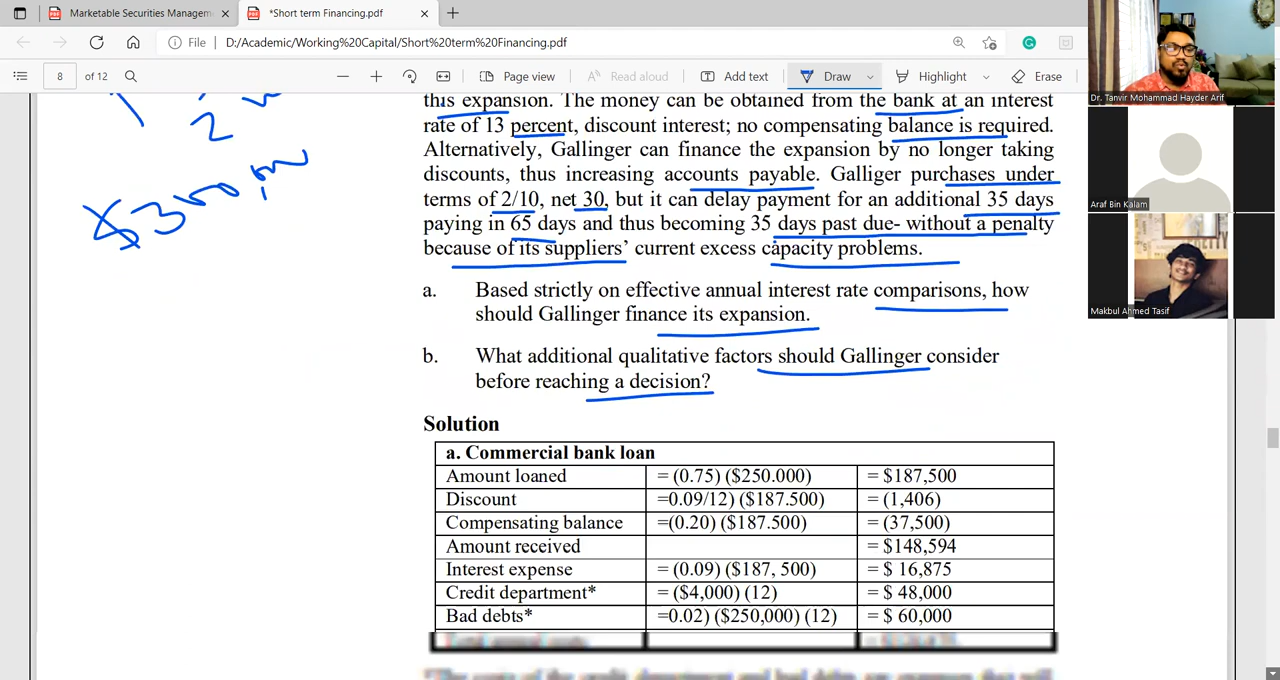 Marketable Securities Managem
*Short term Financing.pdf
File
D:/Academic/Working%20Capital/Short%20term%20Financing.pdf
8 of 12
Page view
Read aloud
Add text
Draw
Highlight
Erase
this expansion. The money can be obtained from the bank at an interest
rate of 13 percent, discount interest; no compensating balance is required.
Alternatively, Gallinger can finance the expansion by no longer taking
discounts, thus increasing accounts payable. Galliger purchases under
terms of 2/10, net 30, but it can delay payment for an additional 35 days
paying in 65 days and thus becoming 35 days past due- without a penalty
because of its suppliers’ current excess capacity problems.
a. Based strictly on effective annual interest rate comparisons, how
should Gallinger finance its expansion.
b. What additional qualitative factors should Gallinger consider
before reaching a decision?
Solution
a. Commercial bank loan
Amount loaned = (0.75) ($250.000) = $187,500
Discount =0.09/12) ($187.500) = (1,406)
Compensating balance =(0.20) ($187.500) = (37,500)
Amount received = $148,594
Interest expense = (0.09) ($187, 500) = $ 16,875
Credit department* = ($4,000) (12) = $ 48,000
Bad debts* =0.02) ($250,000) (12) = $ 60,000
Dr. Tanvir Mohammad Hayder Arif
Araf Bin Kalam
Makbul Ahmed Tasif